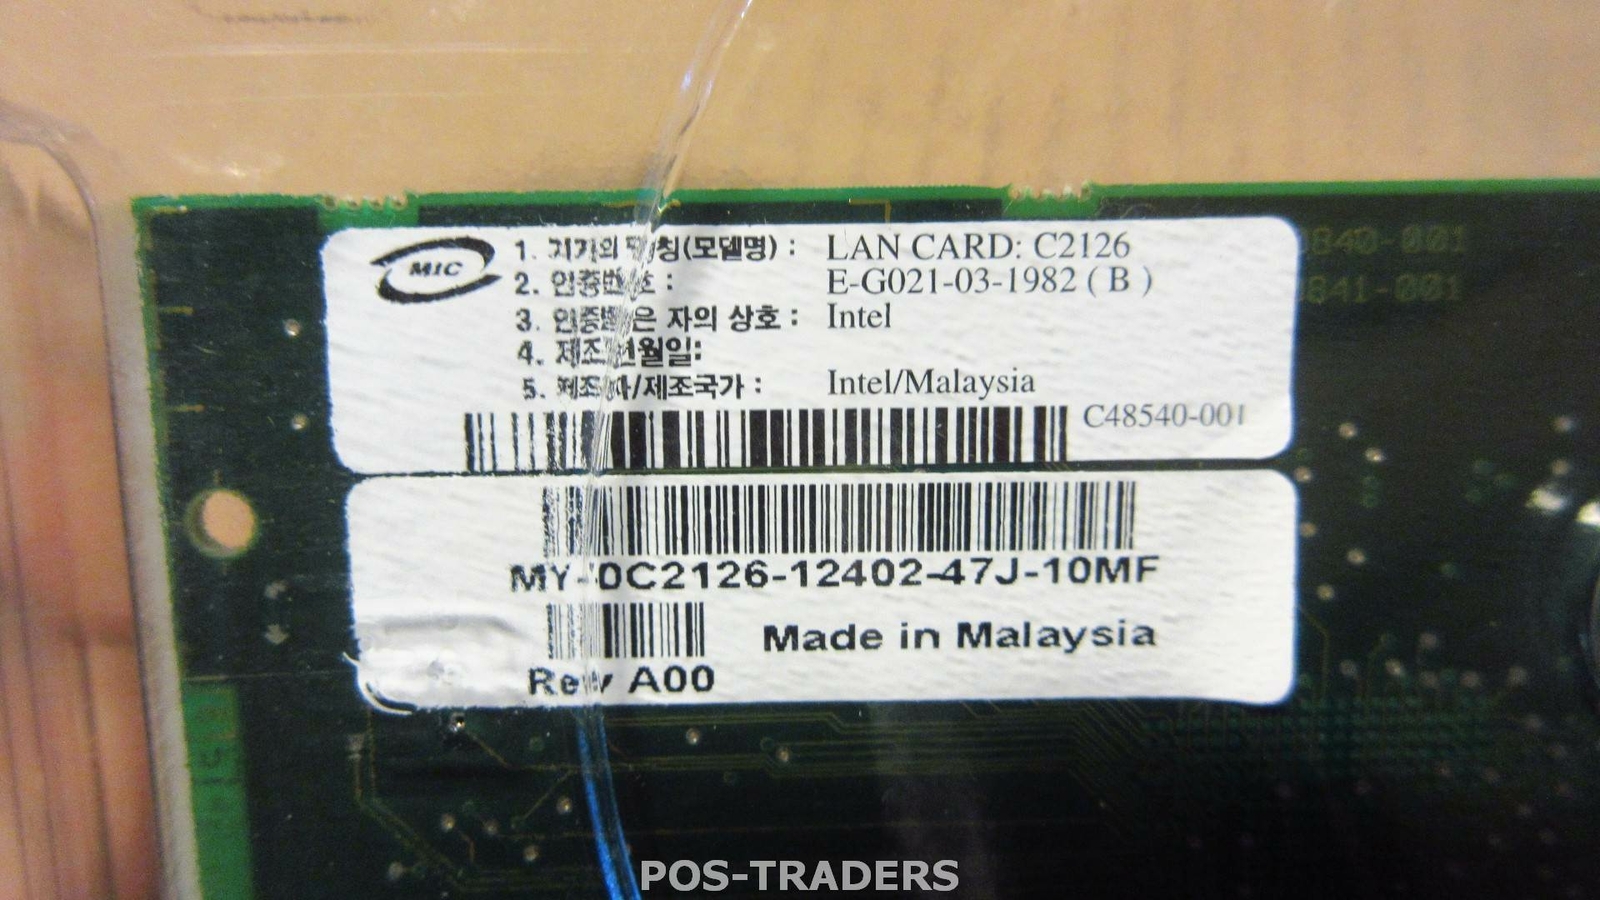 MIC
1. 기기의 명칭(모델명) : LAN CARD: C2126
2. 인증번호 : E-G021-03-1982 ( B )
3. 인증받은 자의 상호 : Intel
4. 제조년월일:
5. 제조자/제조국가 : Intel/Malaysia
C48540-001
MY-0C2126-12402-47J-10MF
Made in Malaysia
Rev A00
841-001
POS-TRADERS